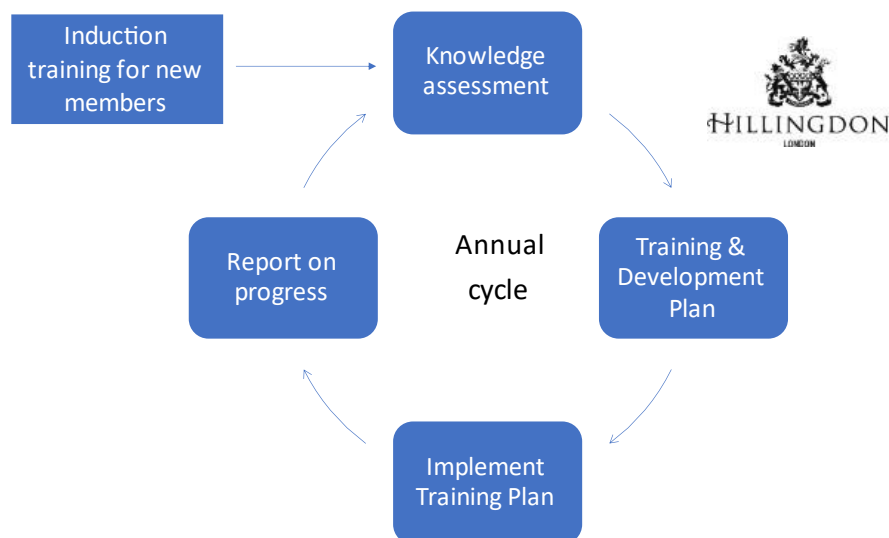 Induction
training for new
members
Knowledge
assessment
HILLINGDON
LONDON
Report on
progress
Annual
cycle
Training &
Development
Plan
Implement
Training Plan